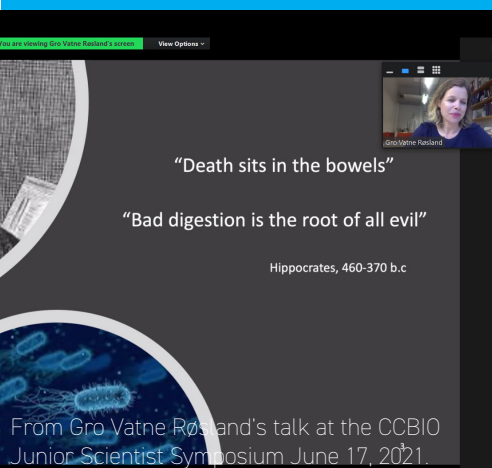 You are viewing Gro Vatne Røsland's screen
View Options
Gro Vatne Røsland
“Death sits in the bowels”
“Bad digestion is the root of all evil”
Hippocrates, 460-370 b.c
3
From Gro Vatne Røsland's talk at the CCBIO
Junior Scientist Symposium June 17, 2021.